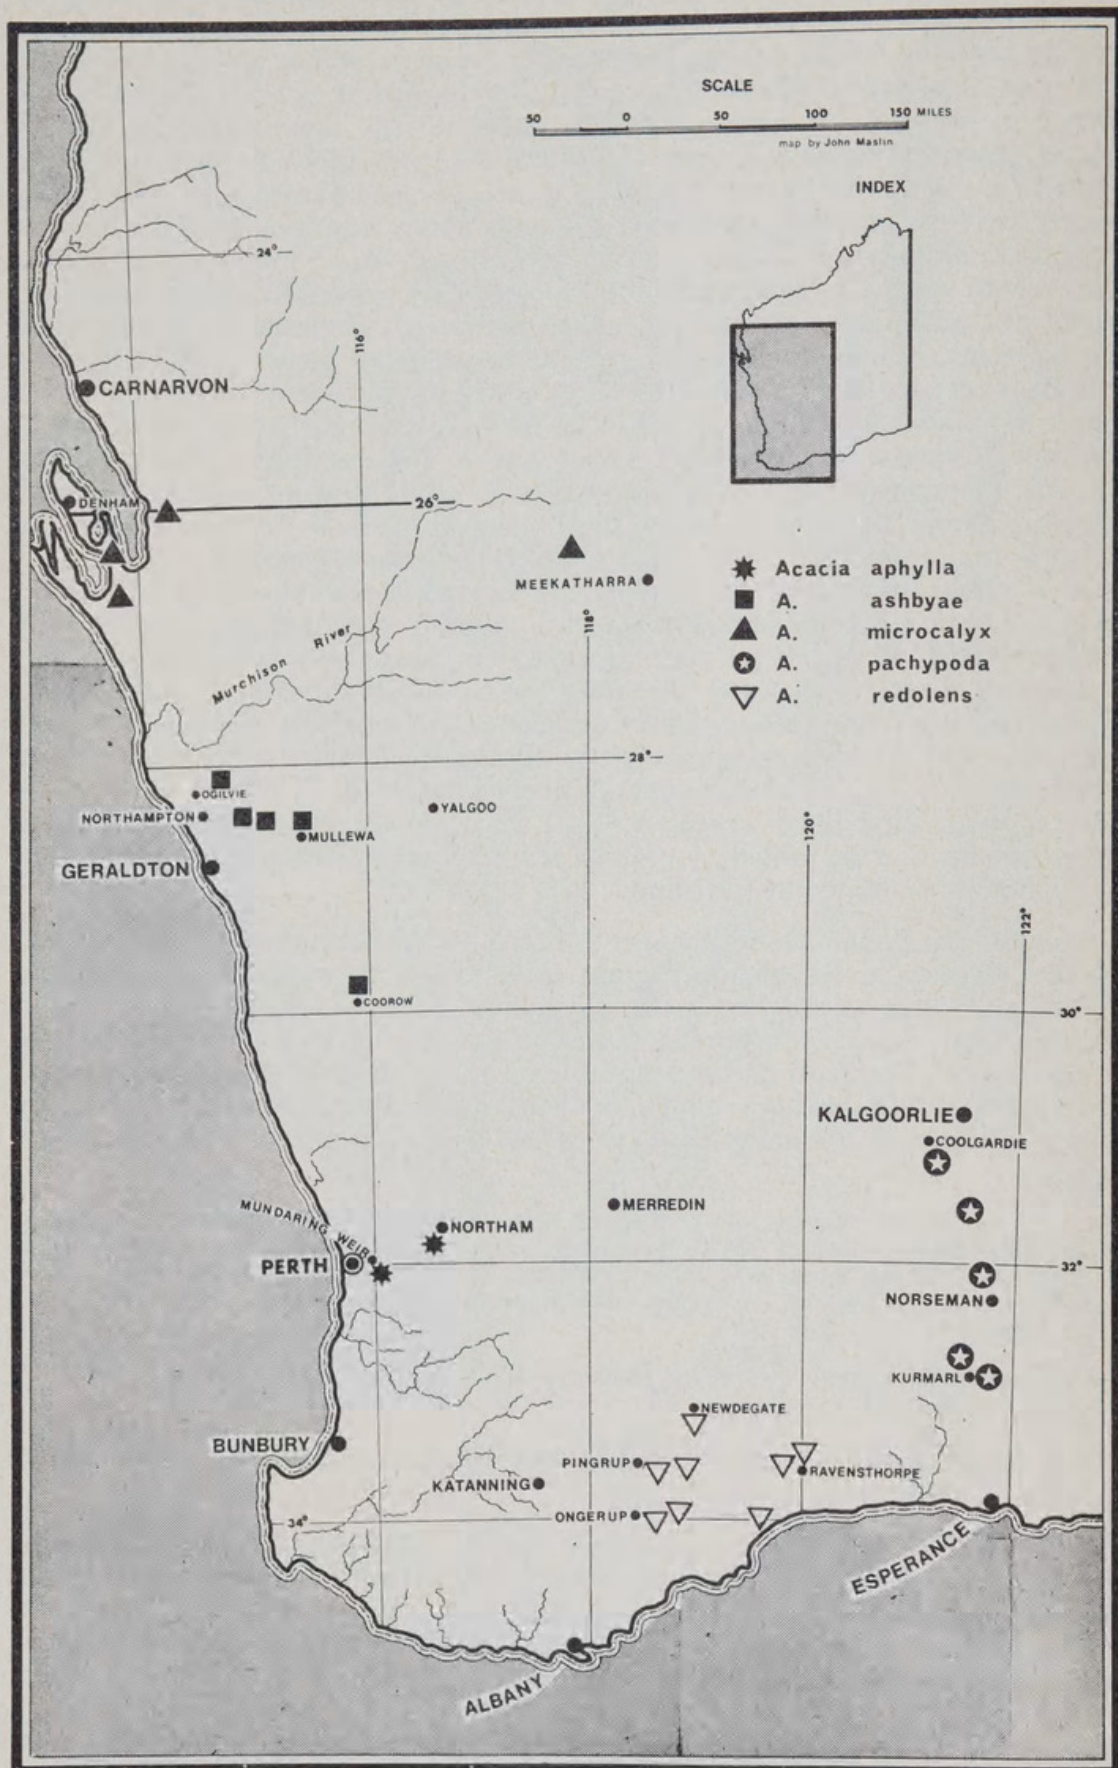 SCALE
50 0 50 100 150 MILES
map by John Maslin
INDEX
24°
116°
CARNARVON
DENHAM
26°
MEEKATHARRA
118°
Acacia aphylla
A. ashbyae
A. microcalyx
A. pachypoda
A. redolens
Murchison River
28°
OGILVIE
NORTHAMPTON
YALGOO
MULLEWA
GERALDTON
120°
122°
COOROW
30°
KALGOORLIE
COOLGARDIE
MERREDIN
MUNDARING WEIR
NORTHAM
PERTH
32°
NORSEMAN
KURMARL
NEWDEGATE
BUNBURY
PINGRUP
RAVENSTHORPE
KATANNING
ONGERUP
34°
ESPERANCE
ALBANY